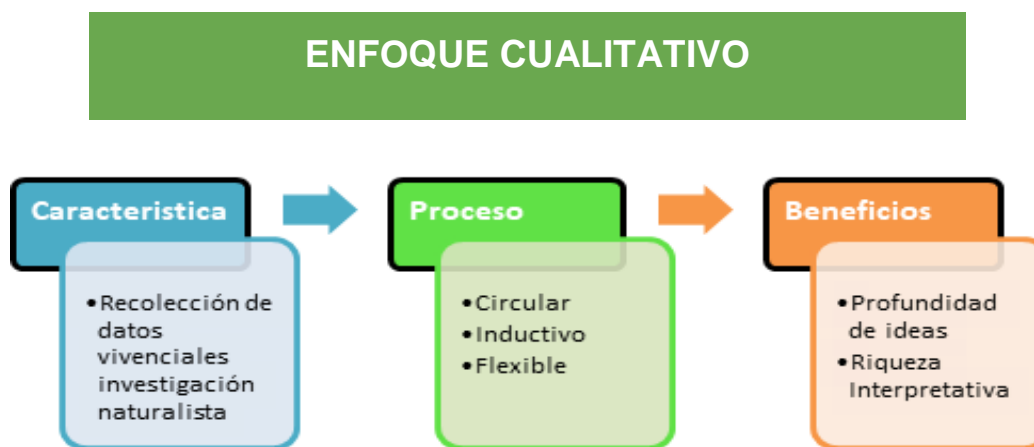 ENFOQUE CUALITATIVO
Caracteristica
•Recolección de
datos
vivenciales
investigación
naturalista
Proceso
•Circular
•Inductivo
•Flexible
Beneficios
•Profundidad
de ideas
•Riqueza
Interpretativa